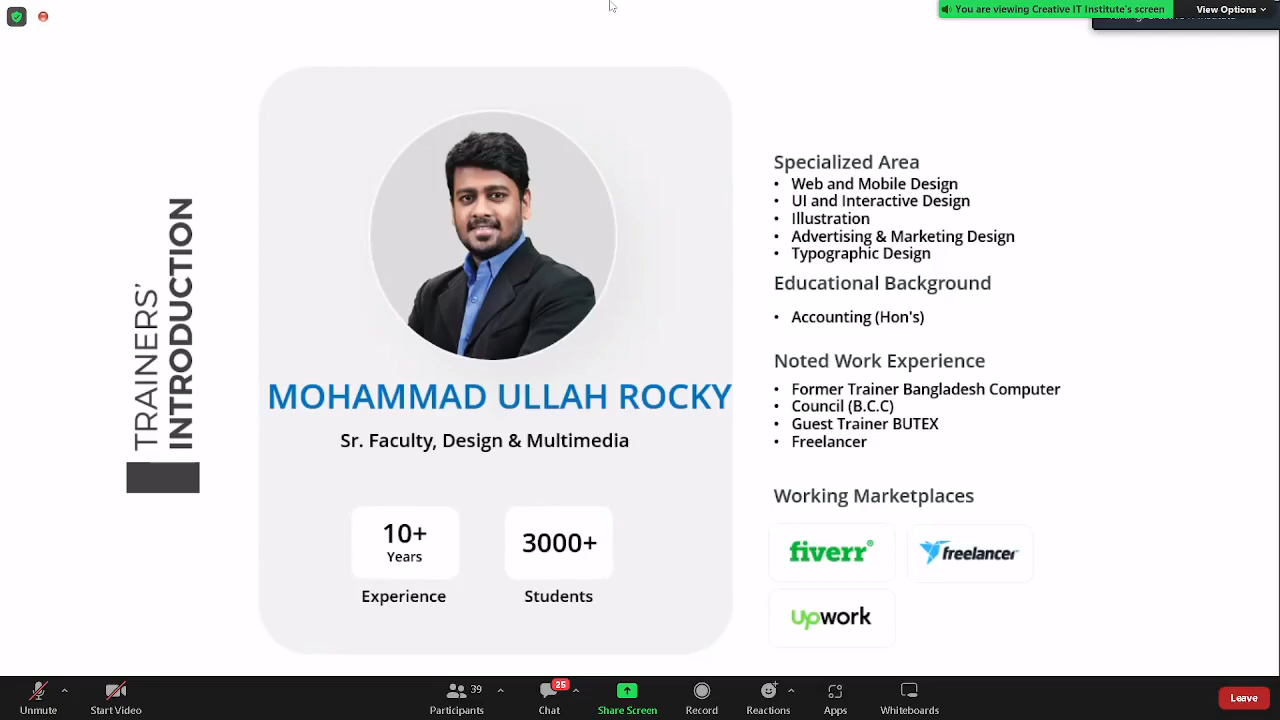 You are viewing Creative IT Institute's screen
View Options
TRAINERS'
INTRODUCTION
MOHAMMAD ULLAH ROCKY
Sr. Faculty, Design & Multimedia
10+
Years
Experience
3000+
Students
Specialized Area
• Web and Mobile Design
• UI and Interactive Design
• Illustration
• Advertising & Marketing Design
• Typographic Design
Educational Background
• Accounting (Hon's)
Noted Work Experience
• Former Trainer Bangladesh Computer
• Council (B.C.C)
• Guest Trainer BUTEX
• Freelancer
Working Marketplaces
fiverr®
freelancer
upwork
Unmute
Start Video
39
Participants
25
Chat
Share Screen
Record
Reactions
Apps
Whiteboards
Leave